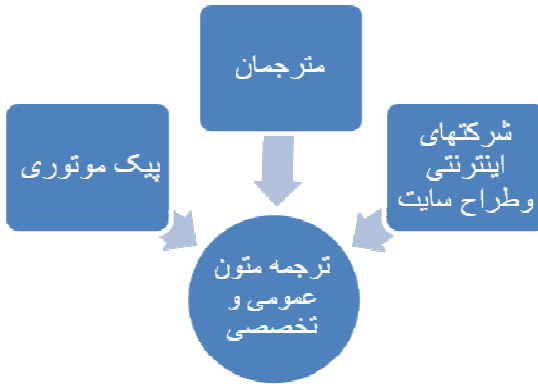 مترجمان
شرکتهای
اینترنتی
وطراح سایت
پیک موتوری
ترجمه متون
عمومی و
تخصصی